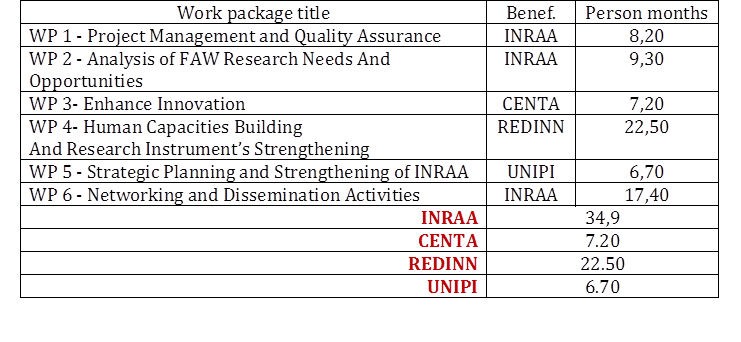 Work package title Benef. Person months
WP 1 - Project Management and Quality Assurance INRAA 8,20
WP 2 - Analysis of FAW Research Needs And INRAA 9,30
Opportunities
WP 3- Enhance Innovation CENTA 7,20
WP 4- Human Capacities Building REDINN 22,50
And Research Instrument's Strengthening
WP 5 - Strategic Planning and Strengthening of INRAA UNIPI 6,70
WP 6 - Networking and Dissemination Activities INRAA 17,40
INRAA 34,9
CENTA 7.20
REDINN 22.50
UNIPI 6.70